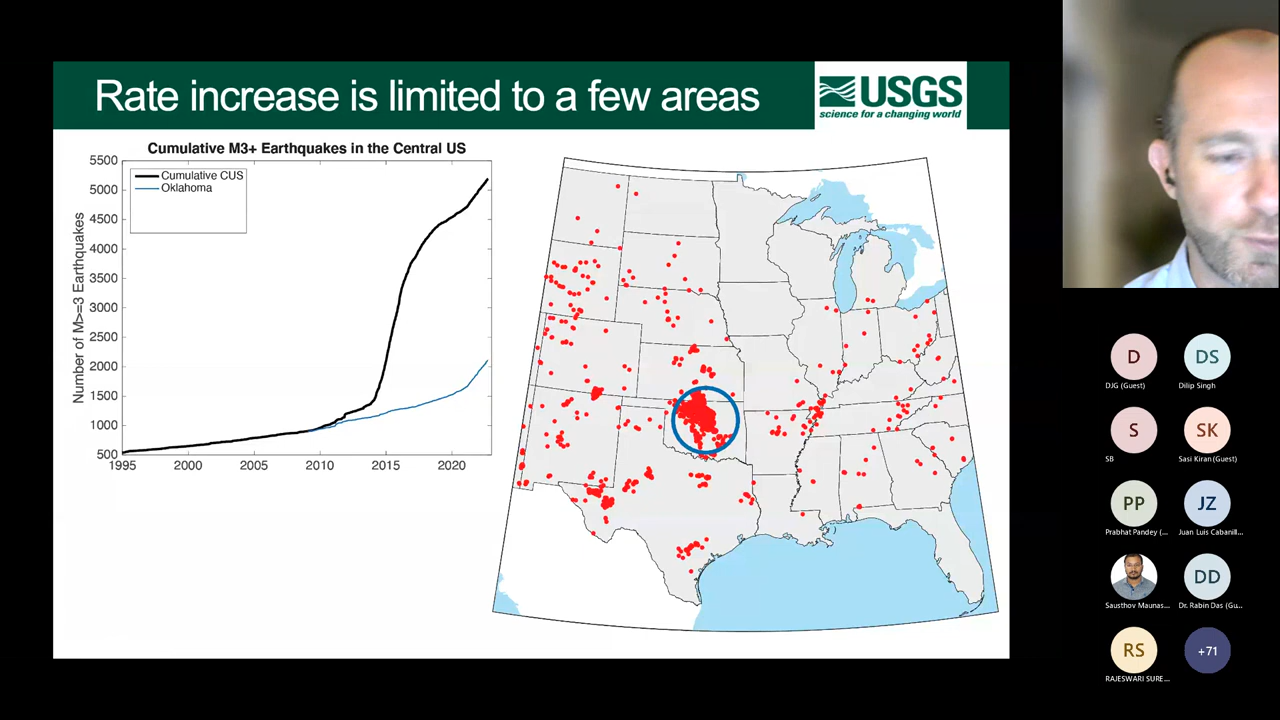 Rate increase is limited to a few areas
USGS
science for a changing world
Cumulative M3+ Earthquakes in the Central US
Cumulative CUS
Oklahoma
Number of M>=3 Earthquakes
5500
5000
4500
4000
3500
3000
2500
2000
1500
1000
500
1995 2000 2005 2010 2015 2020
D DS
DJG (Guest) Dilip Singh
S SK
SB Sasi Kiran (Guest)
PP JZ
Prabhat Pandey (... Juan Luis Cabanill...
DD
Sausthov Maunas... Dr. Rabin Das (Gu...
RS +71
RAJESWARI SURE...